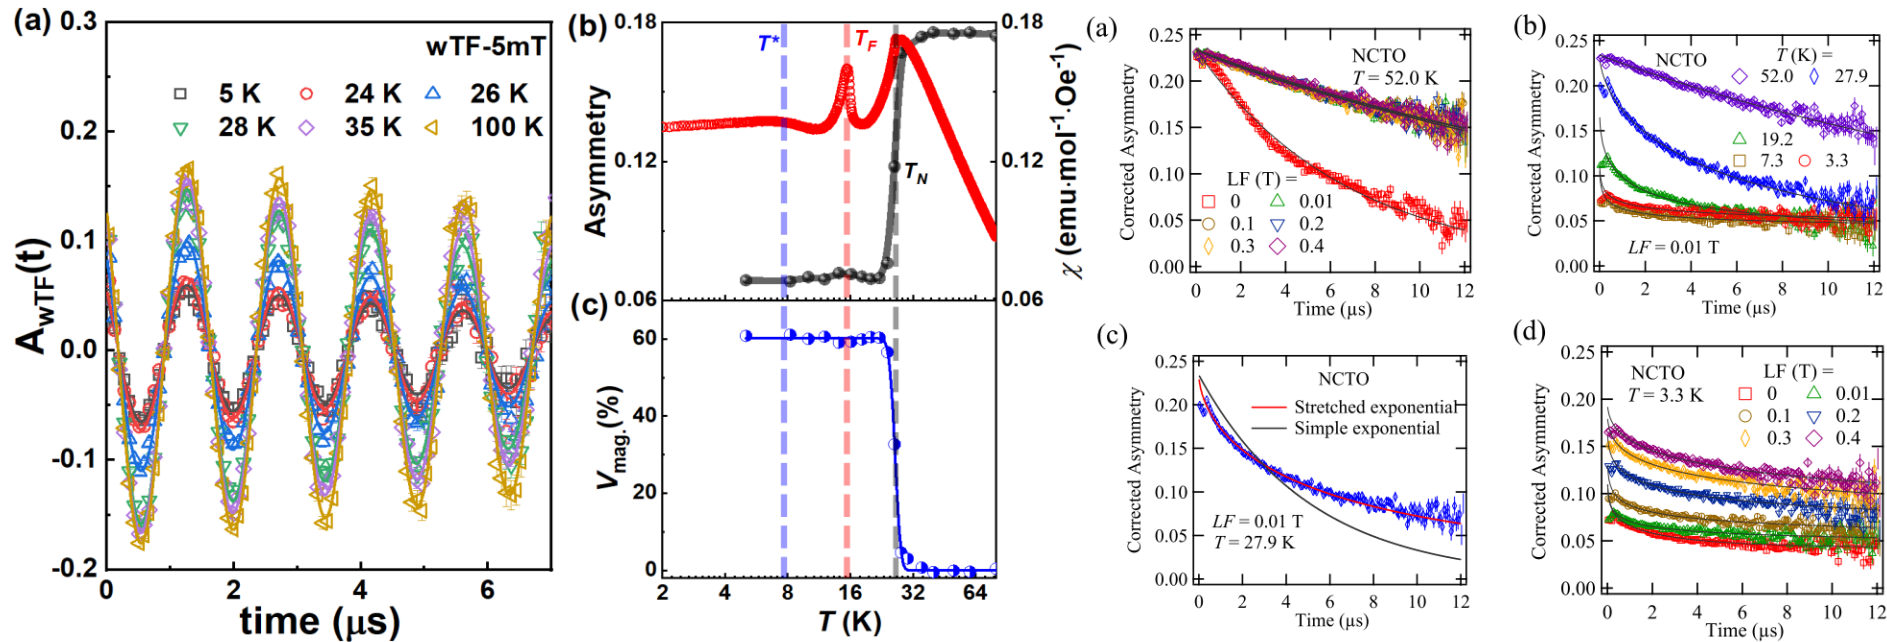 (a)
0.3
0.2
0.1
0.0
-0.1
-0.2
A_wTF(t)
wTF-5mT
5 K 24 K 26 K
28 K 35 K 100 K
0 2 4 6
time (μs)
(b)
0.18
0.12
0.06
Asymmetry
T*
T_F
T_N
0.18
0.12
0.06
χ (emu·mol⁻¹·Oe⁻¹)
(c)
60
40
20
0
V_mag.(%)
2 4 8 16 32 64
T (K)
(a)
0.25
0.20
0.15
0.10
0.05
0.00
Corrected Asymmetry
NCTO
T = 52.0 K
LF (T) =
0 0.01
0.1 0.2
0.3 0.4
0 2 4 6 8 10 12
Time (µs)
(b)
0.25
0.20
0.15
0.10
0.05
0.00
Corrected Asymmetry
NCTO
T (K) =
52.0 27.9
19.2
7.3 3.3
LF = 0.01 T
0 2 4 6 8 10 12
Time (µs)
(c)
0.25
0.20
0.15
0.10
0.05
0.00
Corrected Asymmetry
NCTO
Stretched exponential
Simple exponential
LF = 0.01 T
T = 27.9 K
0 2 4 6 8 10 12
Time (µs)
(d)
0.25
0.20
0.15
0.10
0.05
0.00
Corrected Asymmetry
NCTO
T = 3.3 K
LF (T) =
0 0.01
0.1 0.2
0.3 0.4
0 2 4 6 8 10 12
Time (µs)